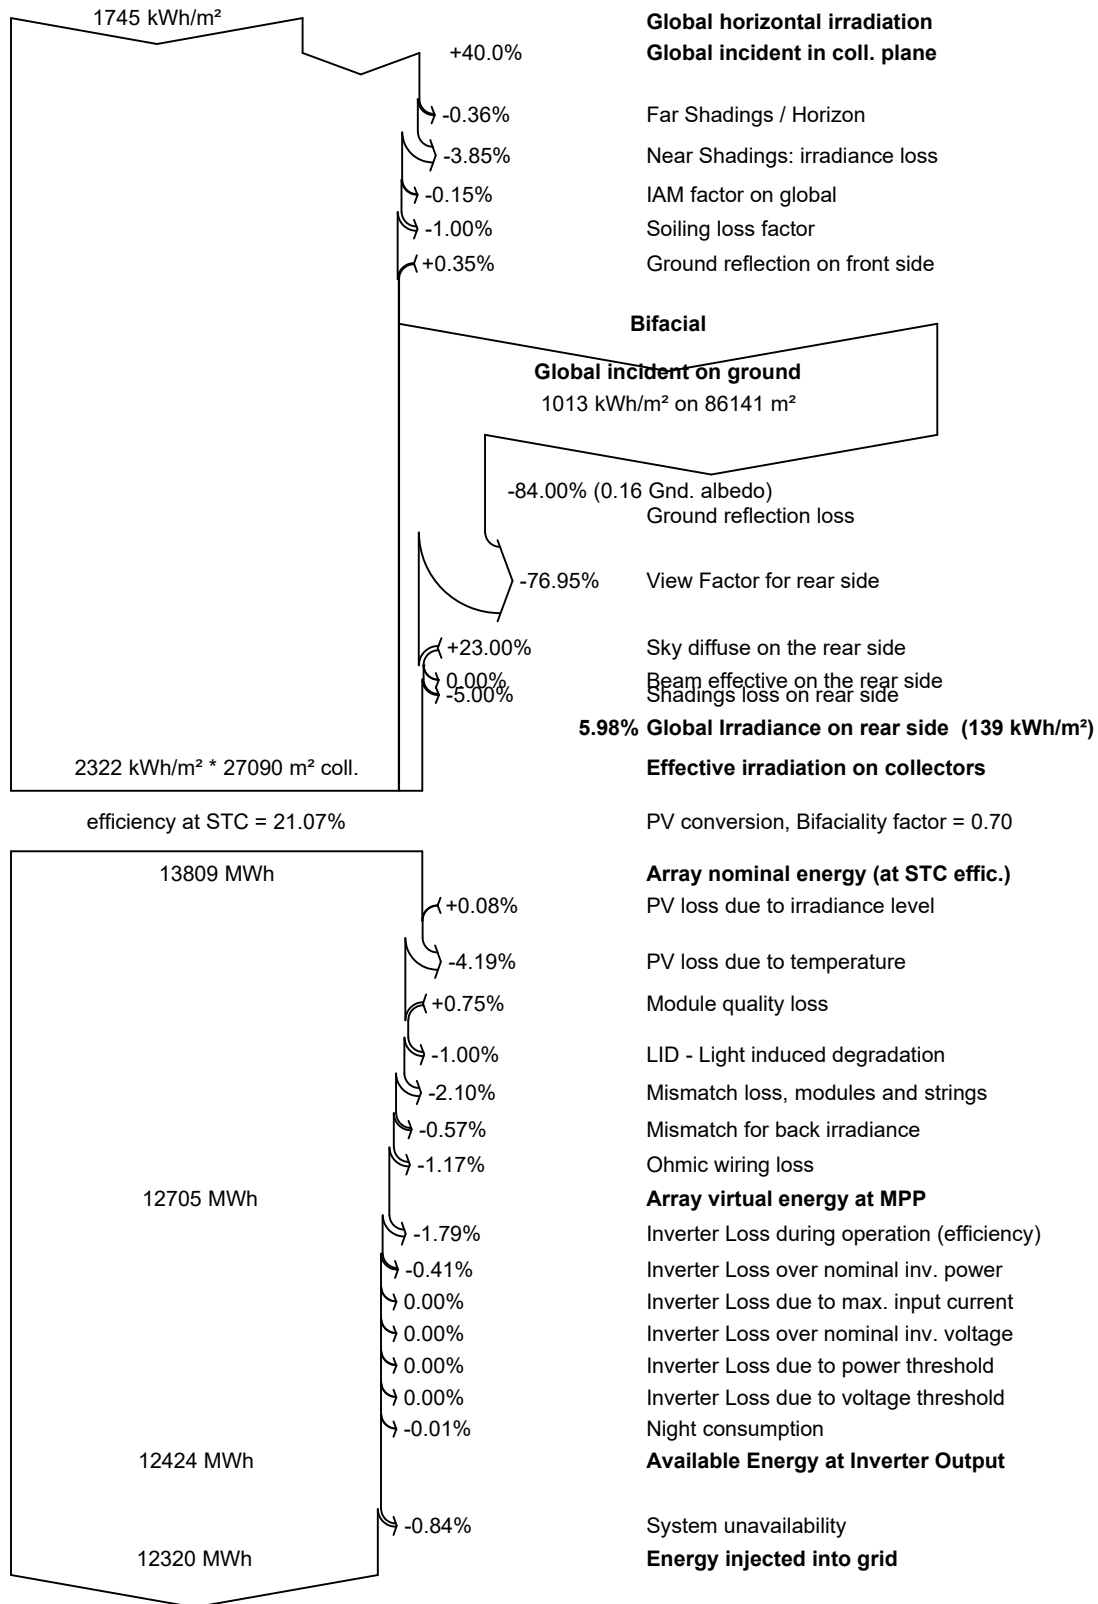 1745 kWh/m² Global horizontal irradiation
+40.0% Global incident in coll. plane
-0.36% Far Shadings / Horizon
-3.85% Near Shadings: irradiance loss
-0.15% IAM factor on global
-1.00% Soiling loss factor
+0.35% Ground reflection on front side
Bifacial
Global incident on ground
1013 kWh/m² on 86141 m²
-84.00% (0.16 Gnd. albedo)
Ground reflection loss
-76.95% View Factor for rear side
+23.00% Sky diffuse on the rear side
0.00% Beam effective on the rear side
-5.00% Shadings loss on rear side
5.98% Global Irradiance on rear side (139 kWh/m²)
2322 kWh/m² * 27090 m² coll. Effective irradiation on collectors
efficiency at STC = 21.07% PV conversion, Bifaciality factor = 0.70
13809 MWh Array nominal energy (at STC effic.)
+0.08% PV loss due to irradiance level
-4.19% PV loss due to temperature
+0.75% Module quality loss
-1.00% LID - Light induced degradation
-2.10% Mismatch loss, modules and strings
-0.57% Mismatch for back irradiance
-1.17% Ohmic wiring loss
12705 MWh Array virtual energy at MPP
-1.79% Inverter Loss during operation (efficiency)
-0.41% Inverter Loss over nominal inv. power
0.00% Inverter Loss due to max. input current
0.00% Inverter Loss over nominal inv. voltage
0.00% Inverter Loss due to power threshold
0.00% Inverter Loss due to voltage threshold
-0.01% Night consumption
12424 MWh Available Energy at Inverter Output
-0.84% System unavailability
12320 MWh Energy injected into grid